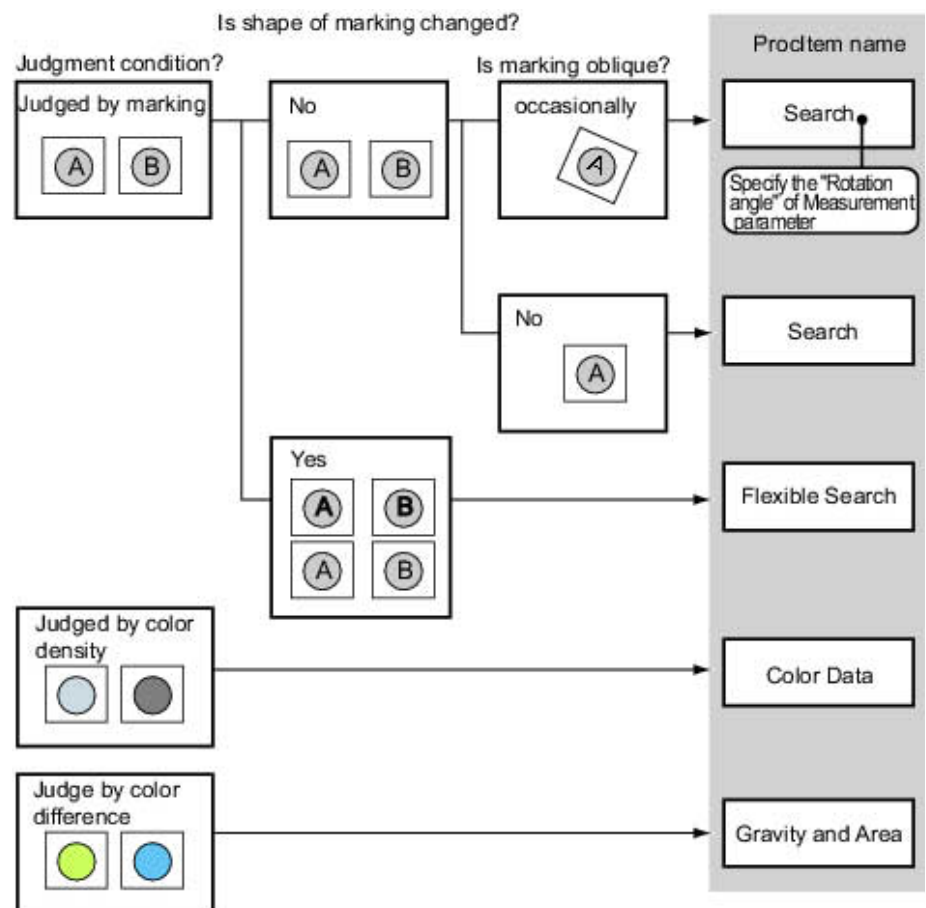 Is shape of marking changed?
ProcItem name
Judgment condition?
Is marking oblique?
Judged by marking
A B
No
A B
occasionally
A
Search
Specify the "Rotation
angle" of Measurement
parameter
No
A
Search
Yes
A B
A B
Flexible Search
Judged by color
density
Color Data
Judge by color
difference
Gravity and Area